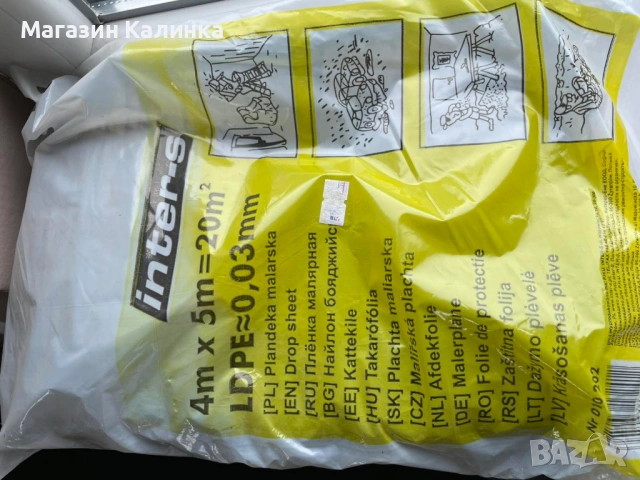 Магазин Калинка
inter-s
4m x 5m=20m²
LDPE≈0,03mm
[PL] Plandeka malarska
[EN] Drop sheet
[RU] Плёнка малярная
[BG] Найлон бояджийс
[EE] Kattekile
[HU] Takarófólia
[SK] Plachta maliarska
[CZ] Malířská plachta
[NL] Afdekfolie
[DE] Malerplane
[RO] Folie de protectie
[RS] Zaštitna folija
[LT] Dažymo plėvelė
[LV] Krāsošanas plēve
Nr
bazar.bg